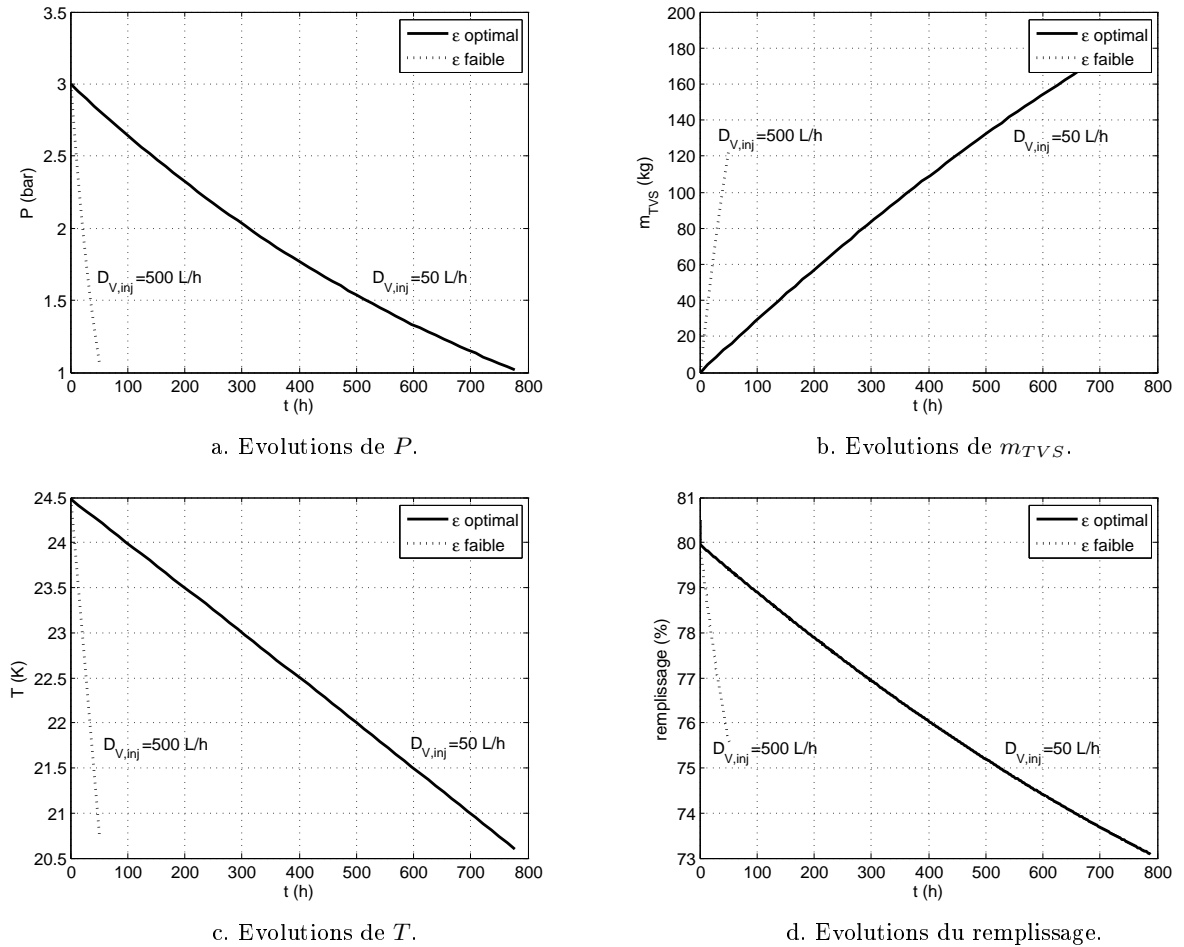 3.5
3
2.5
2
1.5
1
P (bar)
0 100 200 300 400 500 600 700 800
t (h)
ε optimal
ε faible
D_V,inj=500 L/h
D_V,inj=50 L/h
a. Evolutions de P.
200
180
160
140
120
100
80
60
40
20
0
m_TVS (kg)
0 100 200 300 400 500 600 700 800
t (h)
ε optimal
ε faible
D_V,inj=500 L/h
D_V,inj=50 L/h
b. Evolutions de m_TVS.
24.5
24
23.5
23
22.5
22
21.5
21
20.5
T (K)
0 100 200 300 400 500 600 700 800
t (h)
ε optimal
ε faible
D_V,inj=500 L/h
D_V,inj=50 L/h
c. Evolutions de T.
81
80
79
78
77
76
75
74
73
remplissage (%)
0 100 200 300 400 500 600 700 800
t (h)
ε optimal
ε faible
D_V,inj=500 L/h
D_V,inj=50 L/h
d. Evolutions du remplissage.